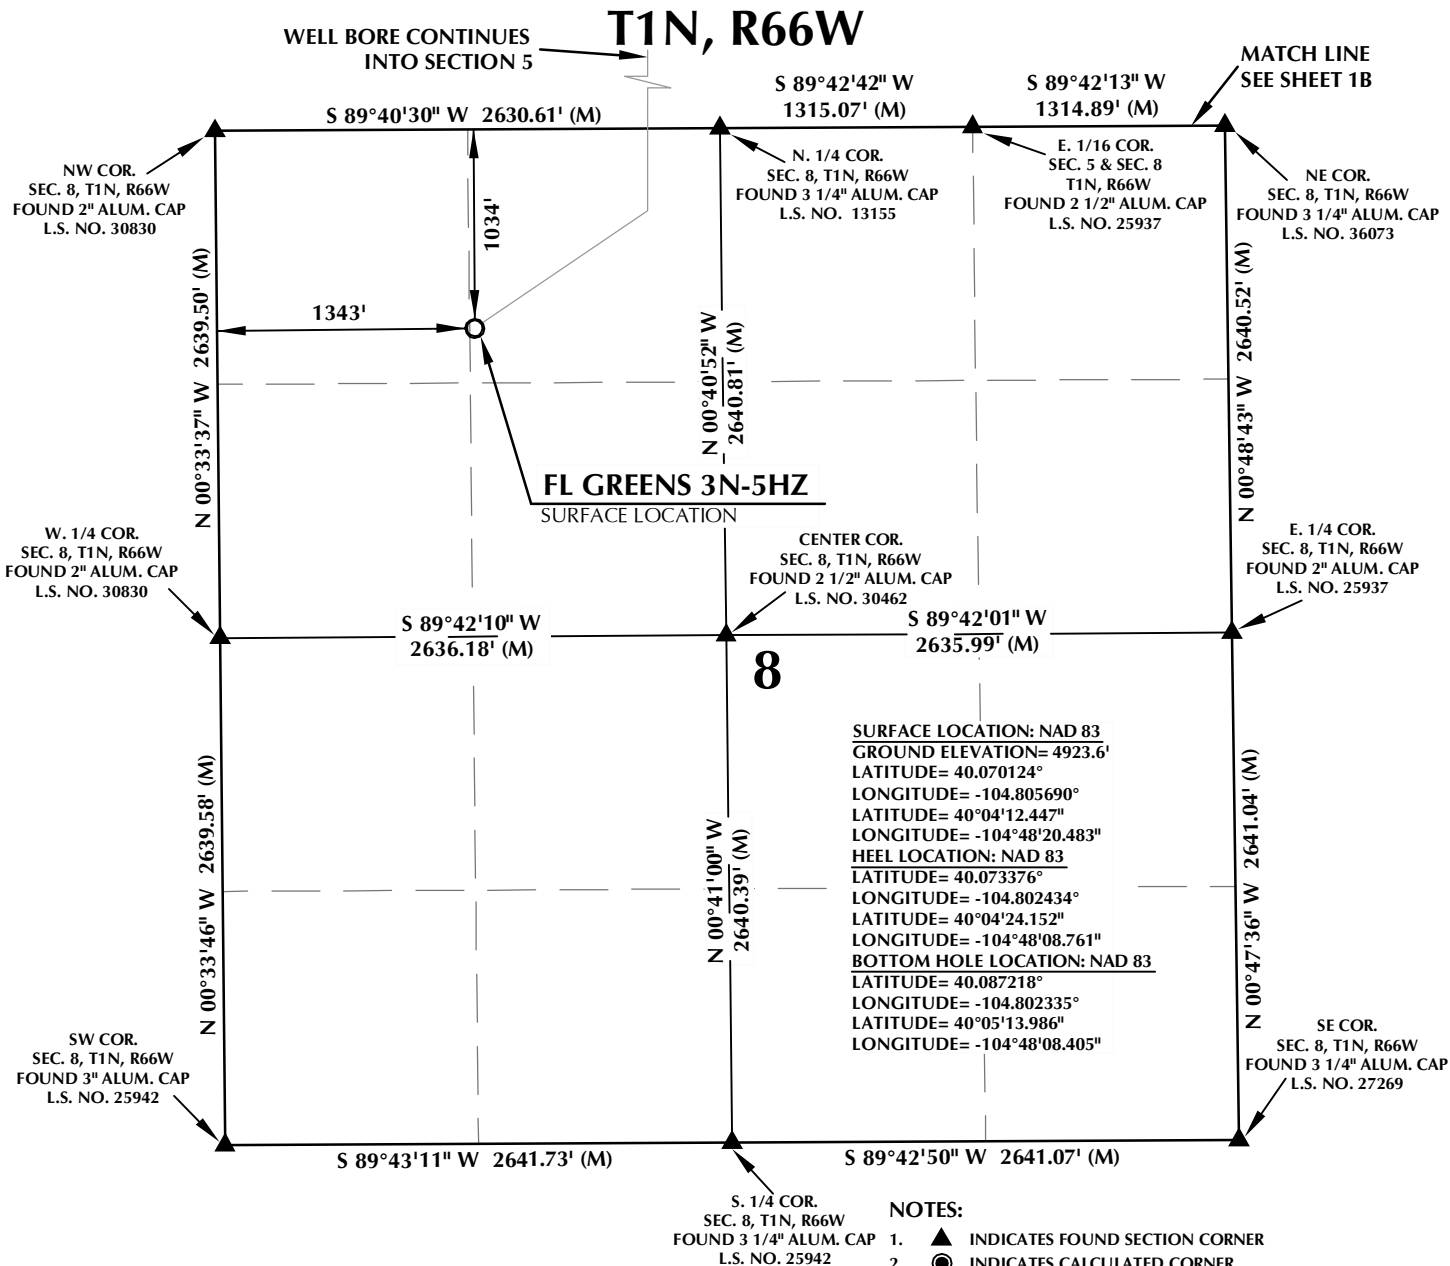 T1N, R66W
WELL BORE CONTINUES
INTO SECTION 5
MATCH LINE
SEE SHEET 1B
S 89°40'30" W 2630.61' (M)
S 89°42'42" W
1315.07' (M)
S 89°42'13" W
1314.89' (M)
NW COR.
SEC. 8, T1N, R66W
FOUND 2" ALUM. CAP
L.S. NO. 30830
N. 1/4 COR.
SEC. 8, T1N, R66W
FOUND 3 1/4" ALUM. CAP
L.S. NO. 13155
E. 1/16 COR.
SEC. 5 & SEC. 8
T1N, R66W
FOUND 2 1/2" ALUM. CAP
L.S. NO. 25937
NE COR.
SEC. 8, T1N, R66W
FOUND 3 1/4" ALUM. CAP
L.S. NO. 36073
1034'
1343'
N 00°33'37" W 2639.50' (M)
N 00°40'52" W
2640.81' (M)
N 00°48'43" W 2640.52' (M)
FL GREENS 3N-5HZ
SURFACE LOCATION
W. 1/4 COR.
SEC. 8, T1N, R66W
FOUND 2" ALUM. CAP
L.S. NO. 30830
CENTER COR.
SEC. 8, T1N, R66W
FOUND 2 1/2" ALUM. CAP
L.S. NO. 30462
E. 1/4 COR.
SEC. 8, T1N, R66W
FOUND 2" ALUM. CAP
L.S. NO. 25937
S 89°42'10" W
2636.18' (M)
S 89°42'01" W
2635.99' (M)
8
SURFACE LOCATION: NAD 83
GROUND ELEVATION= 4923.6'
LATITUDE= 40.070124°
LONGITUDE= -104.805690°
LATITUDE= 40°04'12.447"
LONGITUDE= -104°48'20.483"
HEEL LOCATION: NAD 83
LATITUDE= 40.073376°
LONGITUDE= -104.802434°
LATITUDE= 40°04'24.152"
LONGITUDE= -104°48'08.761"
BOTTOM HOLE LOCATION: NAD 83
LATITUDE= 40.087218°
LONGITUDE= -104.802335°
LATITUDE= 40°05'13.986"
LONGITUDE= -104°48'08.405"
N 00°33'46" W 2639.58' (M)
N 00°41'00" W
2640.39' (M)
N 00°47'36" W 2641.04' (M)
SW COR.
SEC. 8, T1N, R66W
FOUND 3" ALUM. CAP
L.S. NO. 25942
SE COR.
SEC. 8, T1N, R66W
FOUND 3 1/4" ALUM. CAP
L.S. NO. 27269
S 89°43'11" W 2641.73' (M)
S 89°42'50" W 2641.07' (M)
S. 1/4 COR.
SEC. 8, T1N, R66W
FOUND 3 1/4" ALUM. CAP
L.S. NO. 25942
NOTES:
1. INDICATES FOUND SECTION CORNER
2. INDICATES CALCULATED CORNER